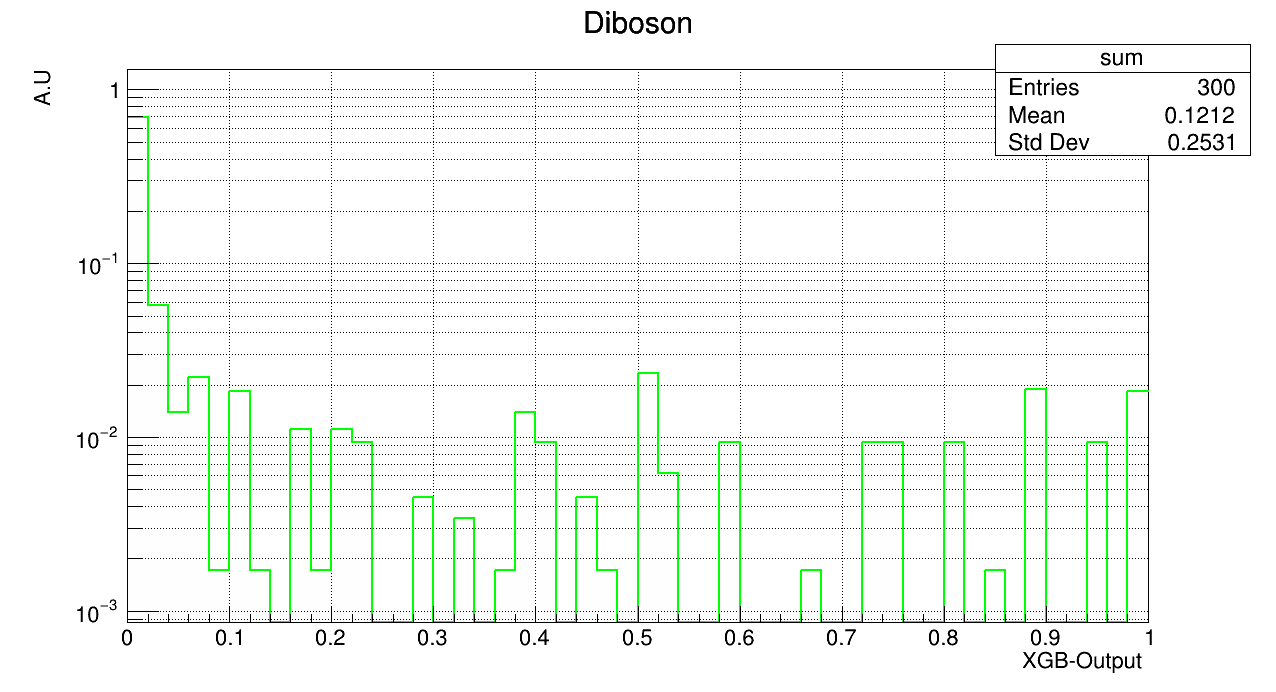 Diboson
sum
Entries 300
Mean 0.1212
Std Dev 0.2531
A.U
1
10⁻¹
10⁻²
10⁻³
0 0.1 0.2 0.3 0.4 0.5 0.6 0.7 0.8 0.9 1
XGB-Output